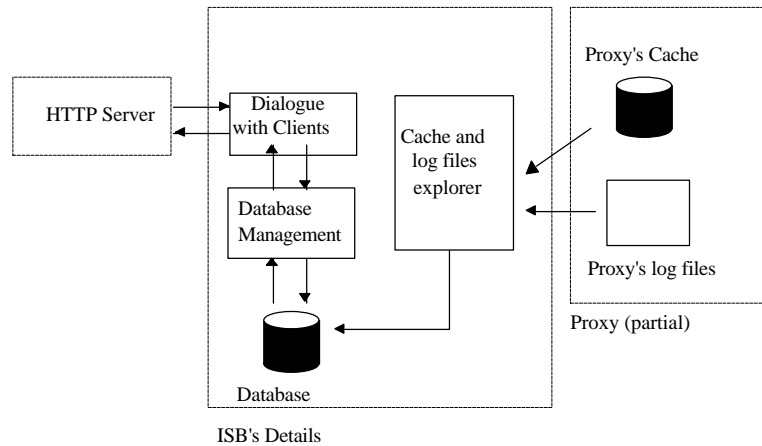 Proxy's Cache
HTTP Server
Dialogue
with Clients
Cache and
log files
explorer
Database
Management
Proxy's log files
Proxy (partial)
Database
ISB's Details